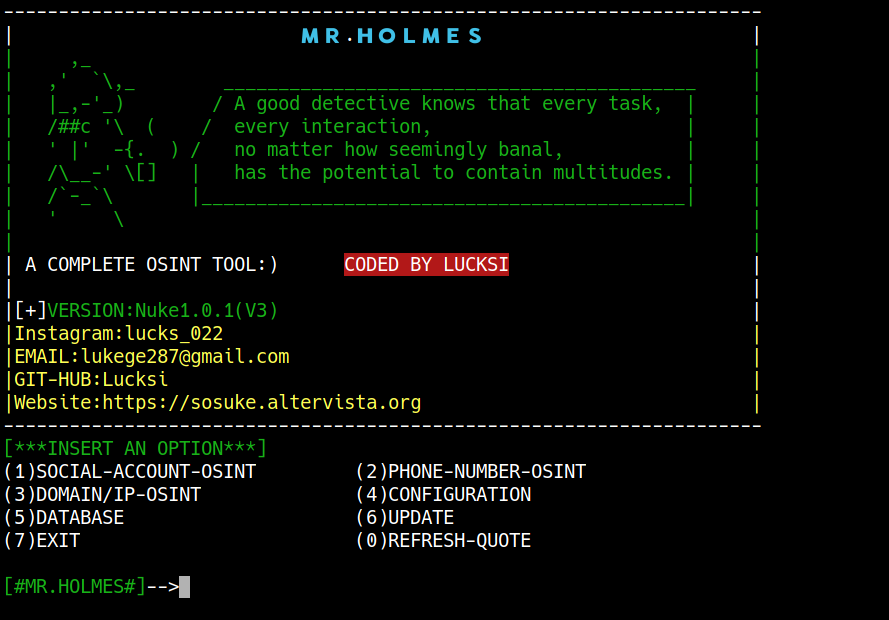 MR.HOLMES
A good detective knows that every task,
every interaction,
no matter how seemingly banal,
has the potential to contain multitudes.
A COMPLETE OSINT TOOL:) CODED BY LUCKSI
[+]VERSION:Nuke1.0.1(V3)
Instagram:lucks_022
EMAIL:lukege287@gmail.com
GIT-HUB:Lucksi
Website:https://sosuke.altervista.org
[***INSERT AN OPTION***]
(1)SOCIAL-ACCOUNT-OSINT (2)PHONE-NUMBER-OSINT
(3)DOMAIN/IP-OSINT (4)CONFIGURATION
(5)DATABASE (6)UPDATE
(7)EXIT (0)REFRESH-QUOTE
[#MR.HOLMES#]-->